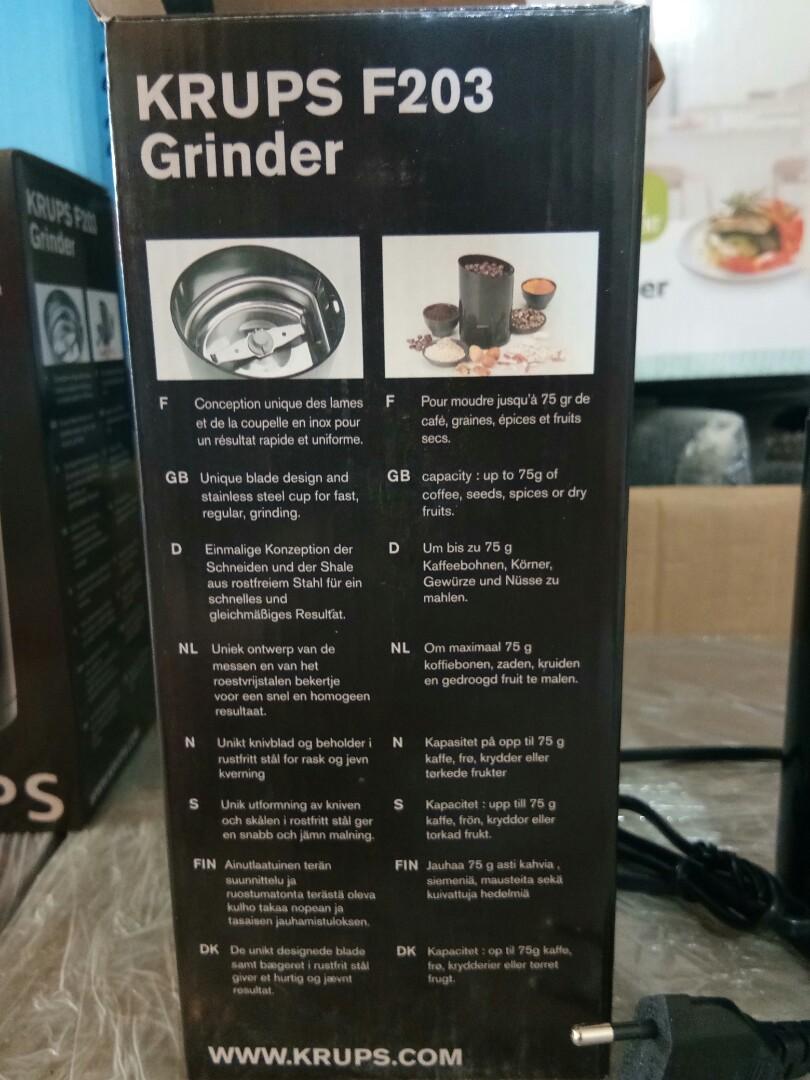 KRUPS F203
Grinder
F Conception unique des lames
et de la coupelle en inox pour
un résultat rapide et uniforme.
GB Unique blade design and
stainless steel cup for fast,
regular, grinding.
D Einmalige Konzeption der
Schneiden und der Shale
aus rostfreiem Stahl für ein
schnelles und
gleichmäßiges Resultat.
NL Uniek ontwerp van de
messen en van het
roestvrijstalen bekertje
voor een snel en homogeen
resultaat.
N Unikt knivblad og beholder i
rustfritt stål for rask og jevn
kverning
S Unik utformning av kniven
och skålen i rostfritt stål ger
en snabb och jämn malning.
FIN Ainutlaatuinen terän
suunnittelu ja
ruostumatonta terästä oleva
kulho takaa nopean ja
tasaisen jauhamistuloksen.
DK De unikt designede blade
samt bægeret i rustfrit stål
giver et hurtig og jævnt
resultat.
F Pour moudre jusqu'à 75 gr de
café, graines, épices et fruits
secs.
GB capacity : up to 75g of
coffee, seeds, spices or dry
fruits.
D Um bis zu 75 g
Kaffeebohnen, Körner,
Gewürze und Nüsse zu
mahlen.
NL Om maximaal 75 g
koffiebonen, zaden, kruiden
en gedroogd fruit te malen.
N Kapasitet på opp til 75 g
kaffe, frø, krydder eller
tørkede frukter
S Kapacitet : upp till 75 g
kaffe, frön, kryddor eller
torkad frukt.
FIN Jauhaa 75 g asti kahvia ,
siemeniä, mausteita sekä
kuivattuja hedelmiä
DK Kapacitet : op til 75g kaffe,
frø, krydderier eller tørret
frugt.
WWW.KRUPS.COM
KRUPS F203
Grinder
PS
er